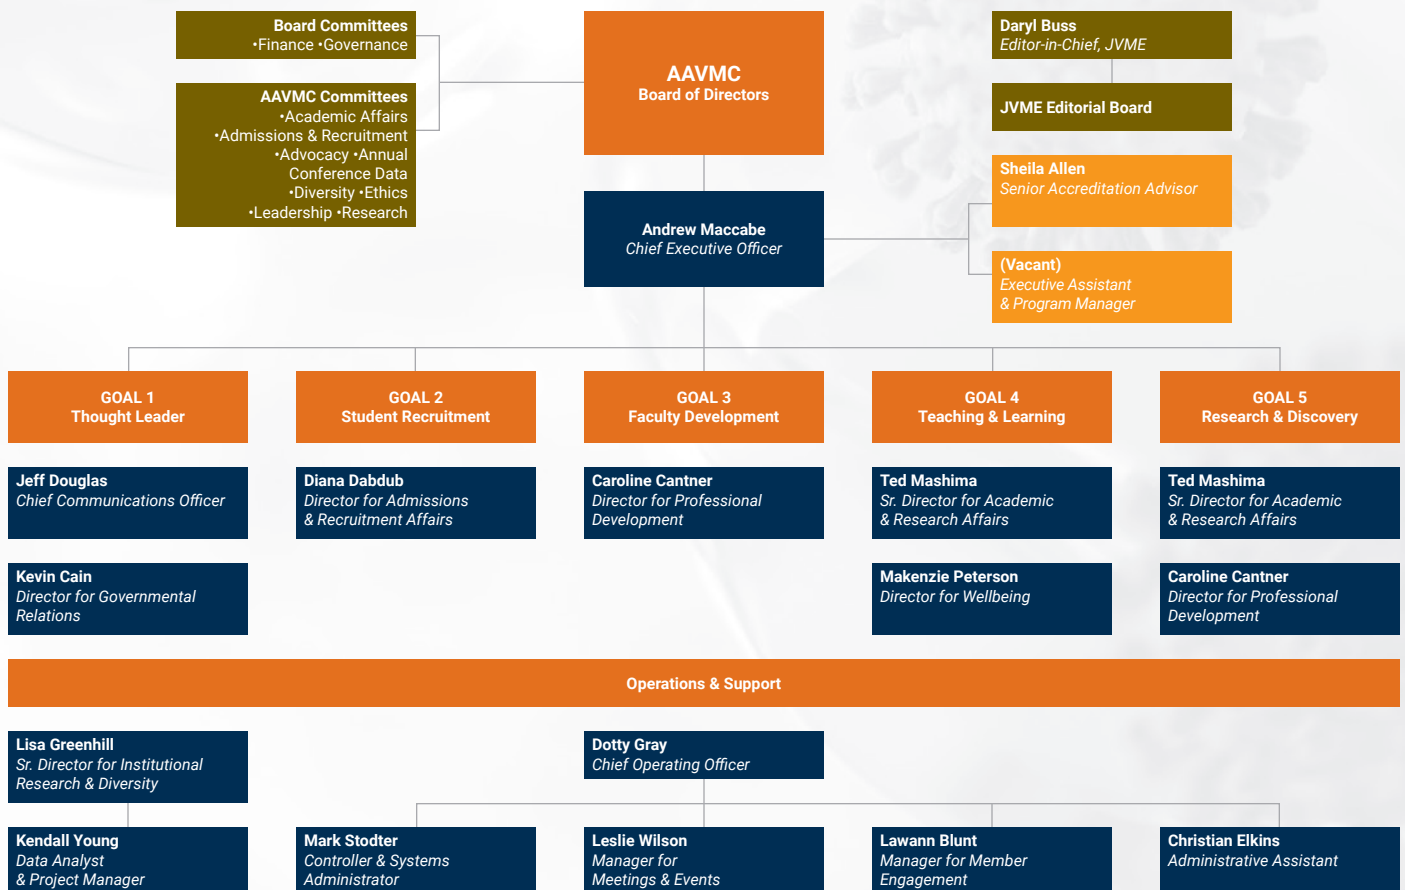 Board Committees
•Finance •Governance
AAVMC Committees
•Academic Affairs
•Admissions & Recruitment
•Advocacy •Annual
Conference Data
•Diversity •Ethics
•Leadership •Research
AAVMC
Board of Directors
Andrew Maccabe
Chief Executive Officer
Daryl Buss
Editor-in-Chief, JVME
JVME Editorial Board
Sheila Allen
Senior Accreditation Advisor
(Vacant)
Executive Assistant
& Program Manager
GOAL 1
Thought Leader
Jeff Douglas
Chief Communications Officer
Kevin Cain
Director for Governmental
Relations
GOAL 2
Student Recruitment
Diana Dabdub
Director for Admissions
& Recruitment Affairs
GOAL 3
Faculty Development
Caroline Cantner
Director for Professional
Development
GOAL 4
Teaching & Learning
Ted Mashima
Sr. Director for Academic
& Research Affairs
Makenzie Peterson
Director for Wellbeing
GOAL 5
Research & Discovery
Ted Mashima
Sr. Director for Academic
& Research Affairs
Caroline Cantner
Director for Professional
Development
Operations & Support
Lisa Greenhill
Sr. Director for Institutional
Research & Diversity
Kendall Young
Data Analyst
& Project Manager
Dotty Gray
Chief Operating Officer
Mark Stodter
Controller & Systems
Administrator
Leslie Wilson
Manager for
Meetings & Events
Lawann Blunt
Manager for Member
Engagement
Christian Elkins
Administrative Assistant